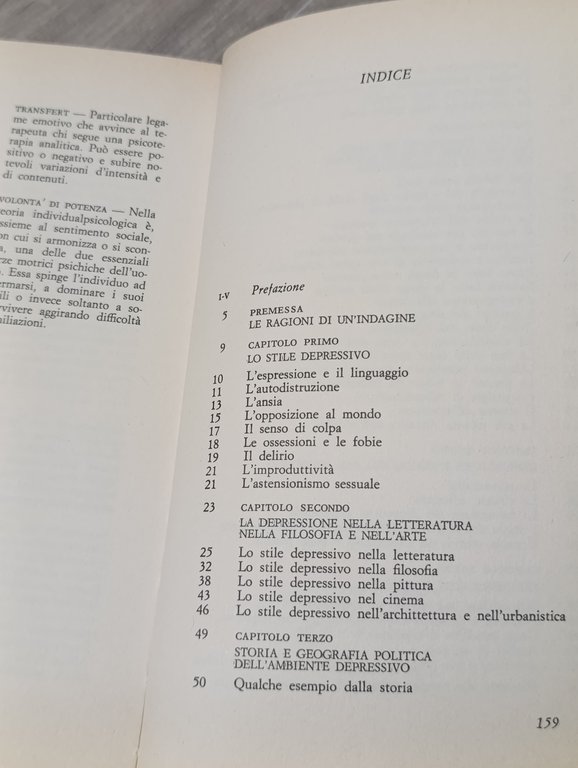 TRANSFERT — Particolare lega-
me emotivo che avvince al te-
rapeuta chi segue una psicote-
rapia analitica. Può essere po-
sitivo o negativo e subire no-
tevoli variazioni d'intensità e
di contenuti.
VOLONTA' DI POTENZA — Nella
teoria individualpsicologica è,
assieme al sentimento sociale,
con cui si armonizza o si scon-
una delle due essenziali
motrici psichiche dell'uo-
Essa spinge l'individuo ad
a dominare i suoi
o invece soltanto a so-
aggirando difficoltà
INDICE
I-V Prefazione
5 PREMESSA
LE RAGIONI DI UN'INDAGINE
9 CAPITOLO PRIMO
LO STILE DEPRESSIVO
10 L'espressione e il linguaggio
11 L'autodistruzione
13 L'ansia
15 L'opposizione al mondo
17 Il senso di colpa
18 Le ossessioni e le fobie
19 Il delirio
21 L'improduttività
21 L'astensionismo sessuale
23 CAPITOLO SECONDO
LA DEPRESSIONE NELLA LETTERATURA
NELLA FILOSOFIA E NELL'ARTE
25 Lo stile depressivo nella letteratura
32 Lo stile depressivo nella filosofia
38 Lo stile depressivo nella pittura
43 Lo stile depressivo nel cinema
46 Lo stile depressivo nell'archittettura e nell'urbanistica
49 CAPITOLO TERZO
STORIA E GEOGRAFIA POLITICA
DELL'AMBIENTE DEPRESSIVO
50 Qualche esempio dalla storia
159